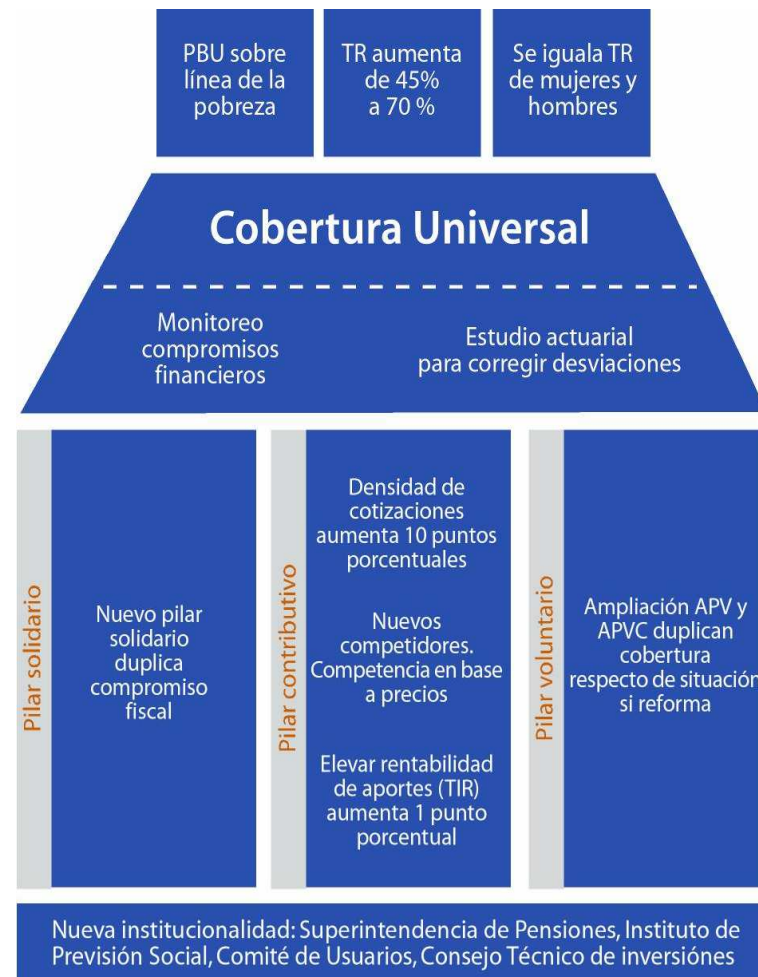 PBU sobre
línea de la
pobreza
TR aumenta
de 45%
a 70 %
Se iguala TR
de mujeres y
hombres
Cobertura Universal
Monitoreo
compromisos
financieros
Estudio actuarial
para corregir desviaciones
Pilar solidario
Nuevo pilar
solidario
duplica
compromiso
fiscal
Pilar contributivo
Densidad de
cotizaciones
aumenta 10 puntos
porcentuales
Nuevos
competidores.
Competencia en base
a precios
Elevar rentabilidad
de aportes (TIR)
aumenta 1 punto
porcentual
Pilar voluntario
Ampliación APV y
APVC duplican
cobertura
respecto de situación
si reforma
Nueva institucionalidad: Superintendencia de Pensiones, Instituto de
Previsión Social, Comité de Usuarios, Consejo Técnico de inversiónes